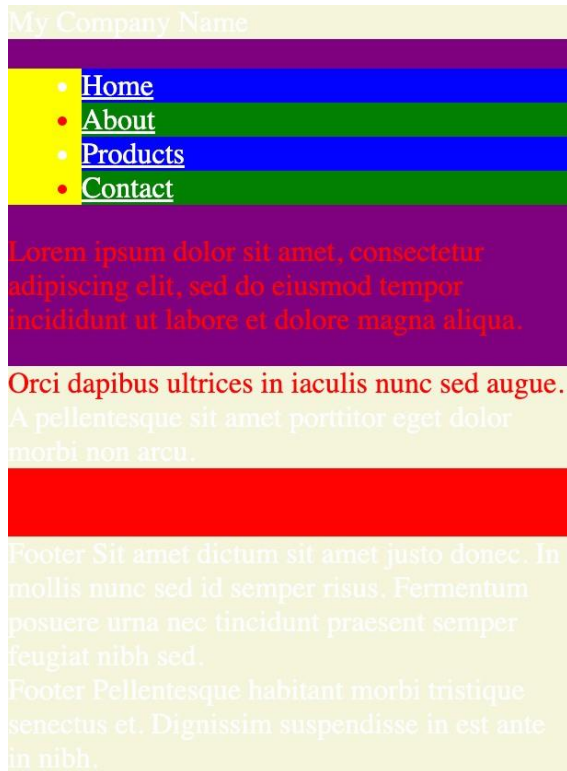 My Company Name
Home
About
Products
Contact
Lorem ipsum dolor sit amet, consectetur
adipiscing elit, sed do eiusmod tempor
incididunt ut labore et dolore magna aliqua.
Orci dapibus ultrices in iaculis nunc sed augue.
A pellentesque sit amet porttitor eget dolor
morbi non arcu.
Footer Sit amet dictum sit amet justo donec. In
mollis nunc sed id semper risus. Fermentum
posuere urna nec tincidunt praesent semper
feugiat nibh sed.
Footer Pellentesque habitant morbi tristique
senectus et. Dignissim suspendisse in est ante
in nibh.